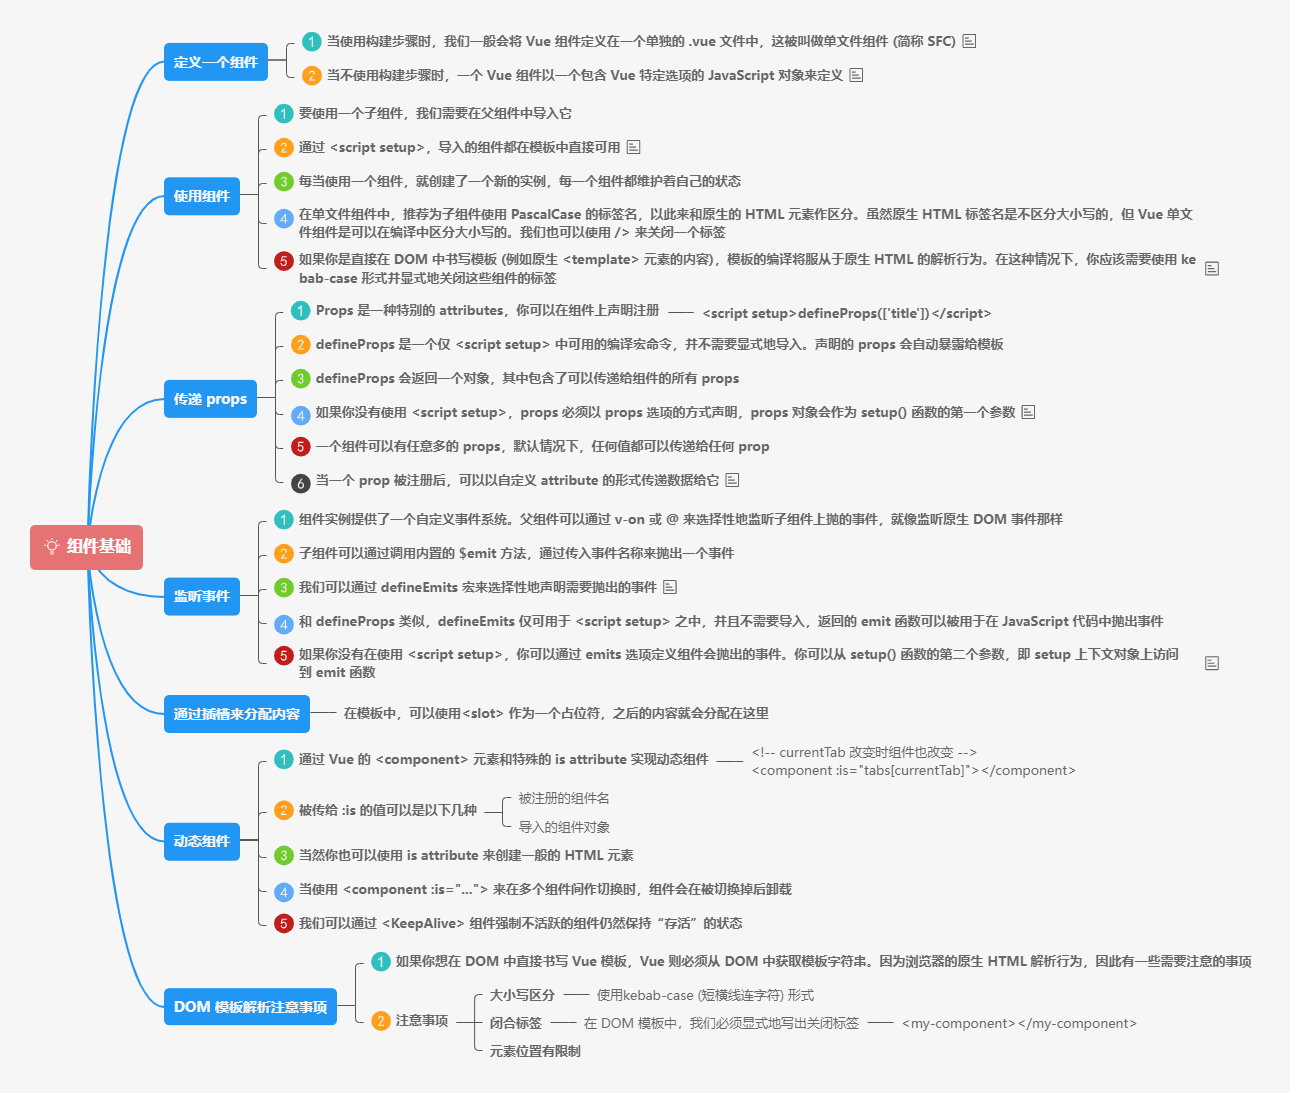 组件基础
定义一个组件
1 当使用构建步骤时，我们一般会将 Vue 组件定义在一个单独的 .vue 文件中，这被叫做单文件组件 (简称 SFC)
2 当不使用构建步骤时，一个 Vue 组件以一个包含 Vue 特定选项的 JavaScript 对象来定义
使用组件
1 要使用一个子组件，我们需要在父组件中导入它
2 通过 <script setup>，导入的组件都在模板中直接可用
3 每当使用一个组件，就创建了一个新的实例，每一个组件都维护着自己的状态
4 在单文件组件中，推荐为子组件使用 PascalCase 的标签名，以此来和原生的 HTML 元素作区分。虽然原生 HTML 标签名是不区分大小写的，但 Vue 单文
件组件是可以在编译中区分大小写的。我们也可以使用 /> 来关闭一个标签
5 如果你是直接在 DOM 中书写模板 (例如原生 <template> 元素的内容)，模板的编译将服从于原生 HTML 的解析行为。在这种情况下，你应该需要使用 ke
bab-case 形式并显式地关闭这些组件的标签
传递 props
1 Props 是一种特别的 attributes，你可以在组件上声明注册
<script setup>defineProps(['title'])</script>
2 defineProps 是一个仅 <script setup> 中可用的编译宏命令，并不需要显式地导入。声明的 props 会自动暴露给模板
3 defineProps 会返回一个对象，其中包含了可以传递给组件的所有 props
4 如果你没有使用 <script setup>，props 必须以 props 选项的方式声明，props 对象会作为 setup() 函数的第一个参数
5 一个组件可以有任意多的 props，默认情况下，任何值都可以传递给任何 prop
6 当一个 prop 被注册后，可以以自定义 attribute 的形式传递数据给它
监听事件
1 组件实例提供了一个自定义事件系统。父组件可以通过 v-on 或 @ 来选择性地监听子组件上抛的事件，就像监听原生 DOM 事件那样
2 子组件可以通过调用内置的 $emit 方法，通过传入事件名称来抛出一个事件
3 我们可以通过 defineEmits 宏来选择性地声明需要抛出的事件
4 和 defineProps 类似，defineEmits 仅可用于 <script setup> 之中，并且不需要导入，返回的 emit 函数可以被用于在 JavaScript 代码中抛出事件
5 如果你没有在使用 <script setup>，你可以通过 emits 选项定义组件会抛出的事件。你可以从 setup() 函数的第二个参数，即 setup 上下文对象上访问
到 emit 函数
通过插槽来分配内容
在模板中，可以使用<slot> 作为一个占位符，之后的内容就会分配在这里
动态组件
1 通过 Vue 的 <component> 元素和特殊的 is attribute 实现动态组件
<!-- currentTab 改变时组件也改变 -->
<component :is="tabs[currentTab]"></component>
2 被传给 :is 的值可以是以下几种
被注册的组件名
导入的组件对象
3 当然你也可以使用 is attribute 来创建一般的 HTML 元素
4 当使用 <component :is="..."> 来在多个组件间作切换时，组件会在被切换掉后卸载
5 我们可以通过 <KeepAlive> 组件强制不活跃的组件仍然保持“存活”的状态
DOM 模板解析注意事项
1 如果你想在 DOM 中直接书写 Vue 模板，Vue 则必须从 DOM 中获取模板字符串。因为浏览器的原生 HTML 解析行为，因此有一些需要注意的事项
2 注意事项
大小写区分
使用kebab-case (短横线连字符) 形式
闭合标签
在 DOM 模板中，我们必须显式地写出关闭标签
<my-component></my-component>
元素位置有限制